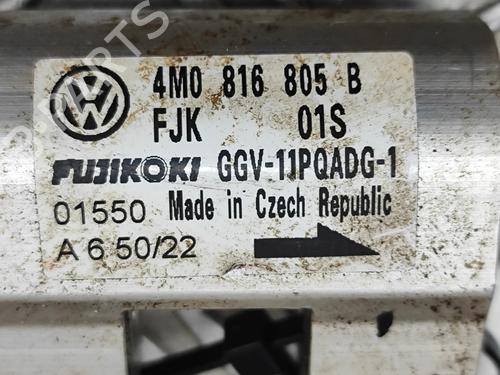 4M0 816 805 B
FJK 01S
FUJIKOKI GGV-11PQADG-1
01550 Made in Czech Republic
A 6 50/22